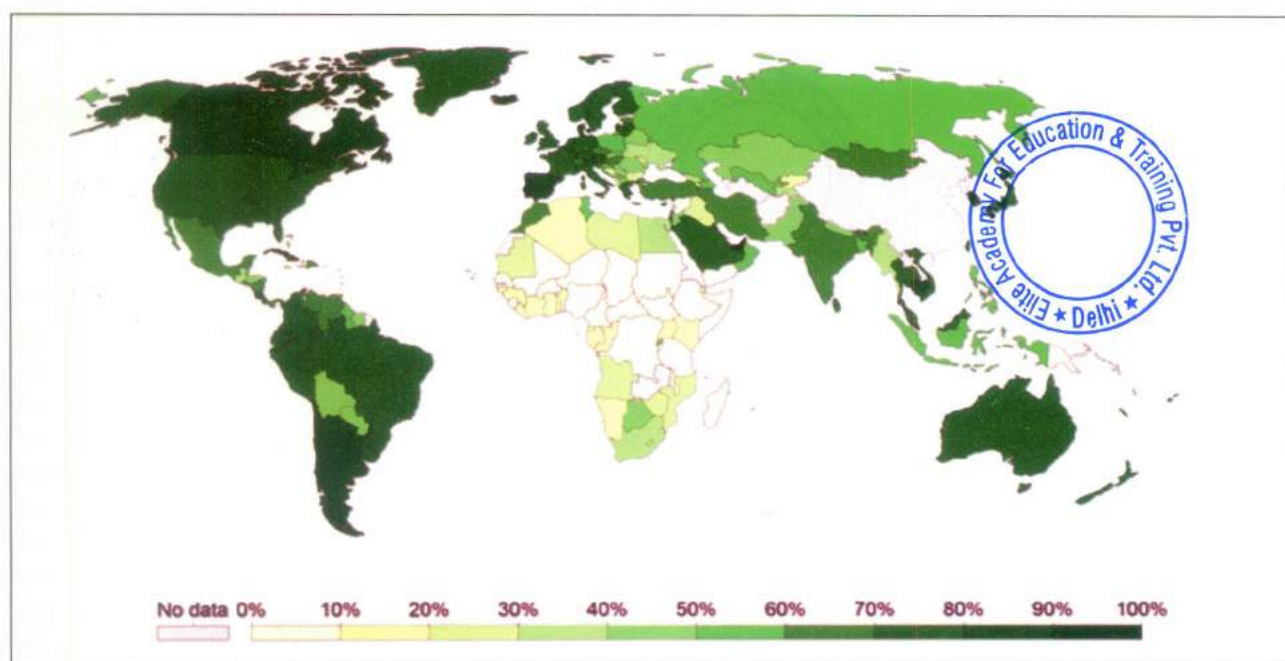 Elite Academy For Education & Training Pvt. Ltd.
★ Delhi ★
No data 0% 10% 20% 30% 40% 50% 60% 70% 80% 90% 100%